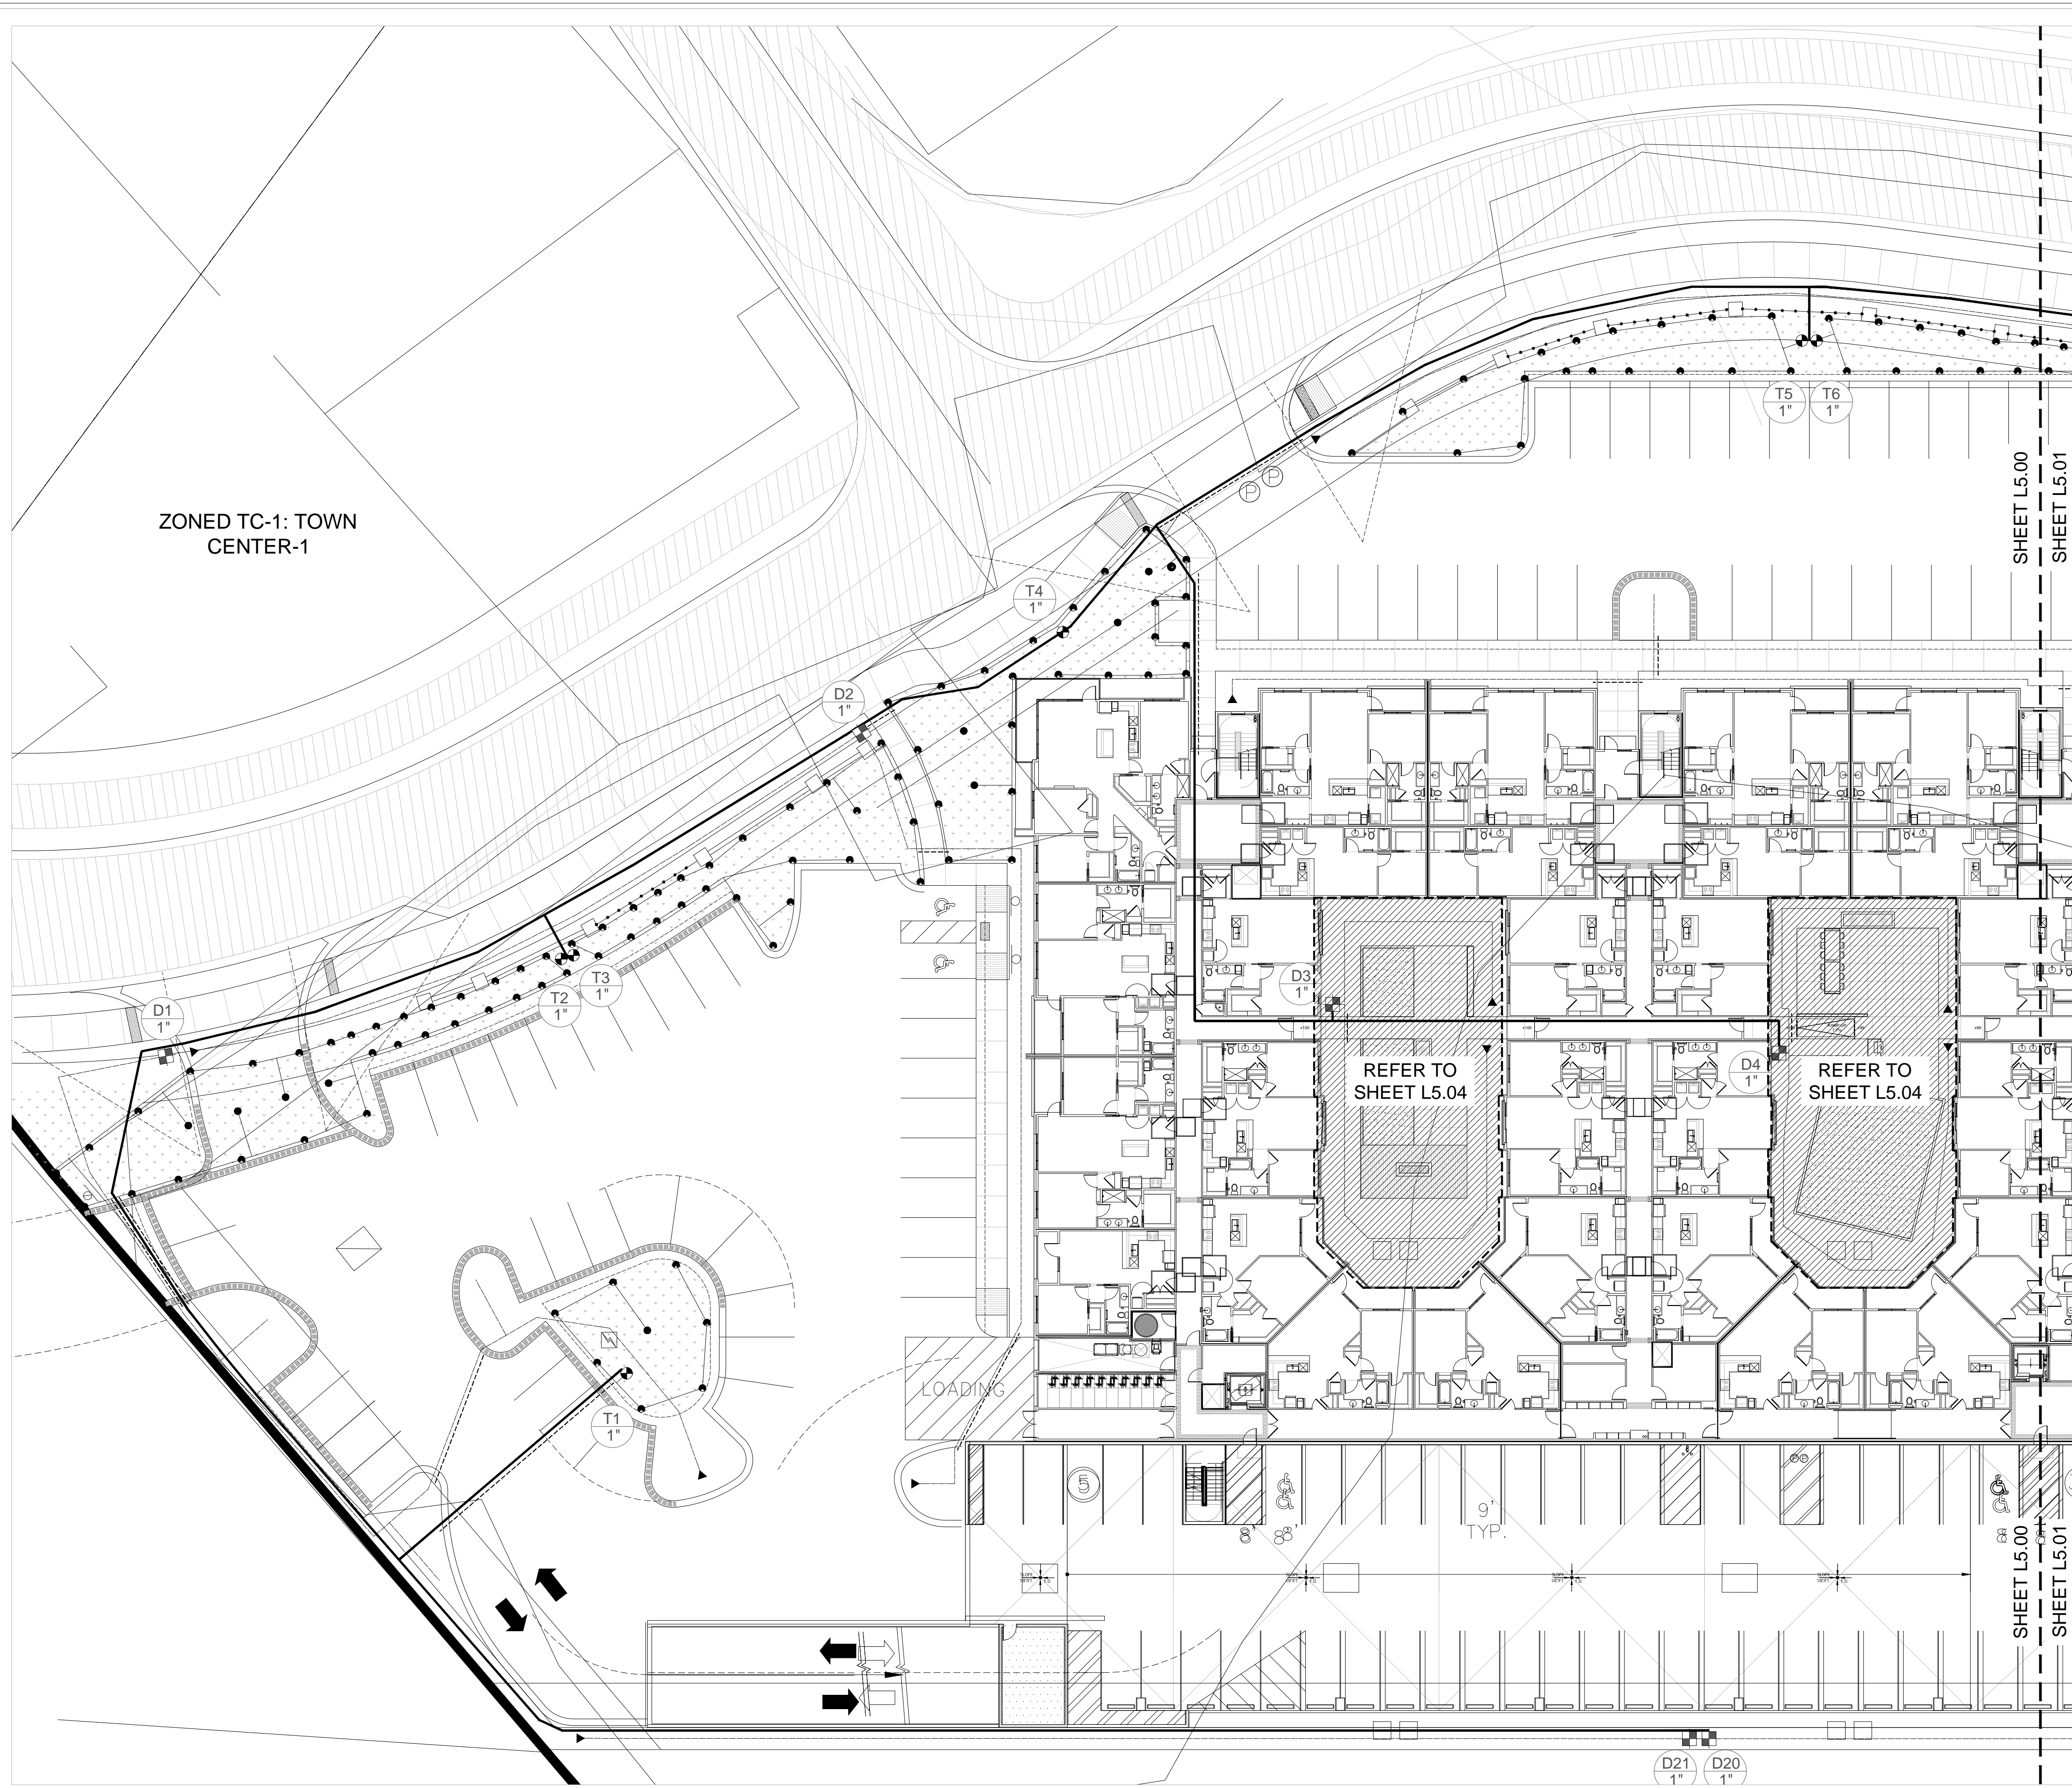 ZONED TC-1: TOWN
CENTER-1
T5
1"
T6
1"
SHEET L5.00
SHEET L5.01
P
P
T4
1"
D2
1"
D3
1"
T3
1"
T2
1"
D1
1"
REFER TO
SHEET L5.04
D4
1"
REFER TO
SHEET L5.04
LOADING
T1
1"
5
8'
9'
TYP.
SHEET L5.00
SHEET L5.01
D21
1"
D20
1"